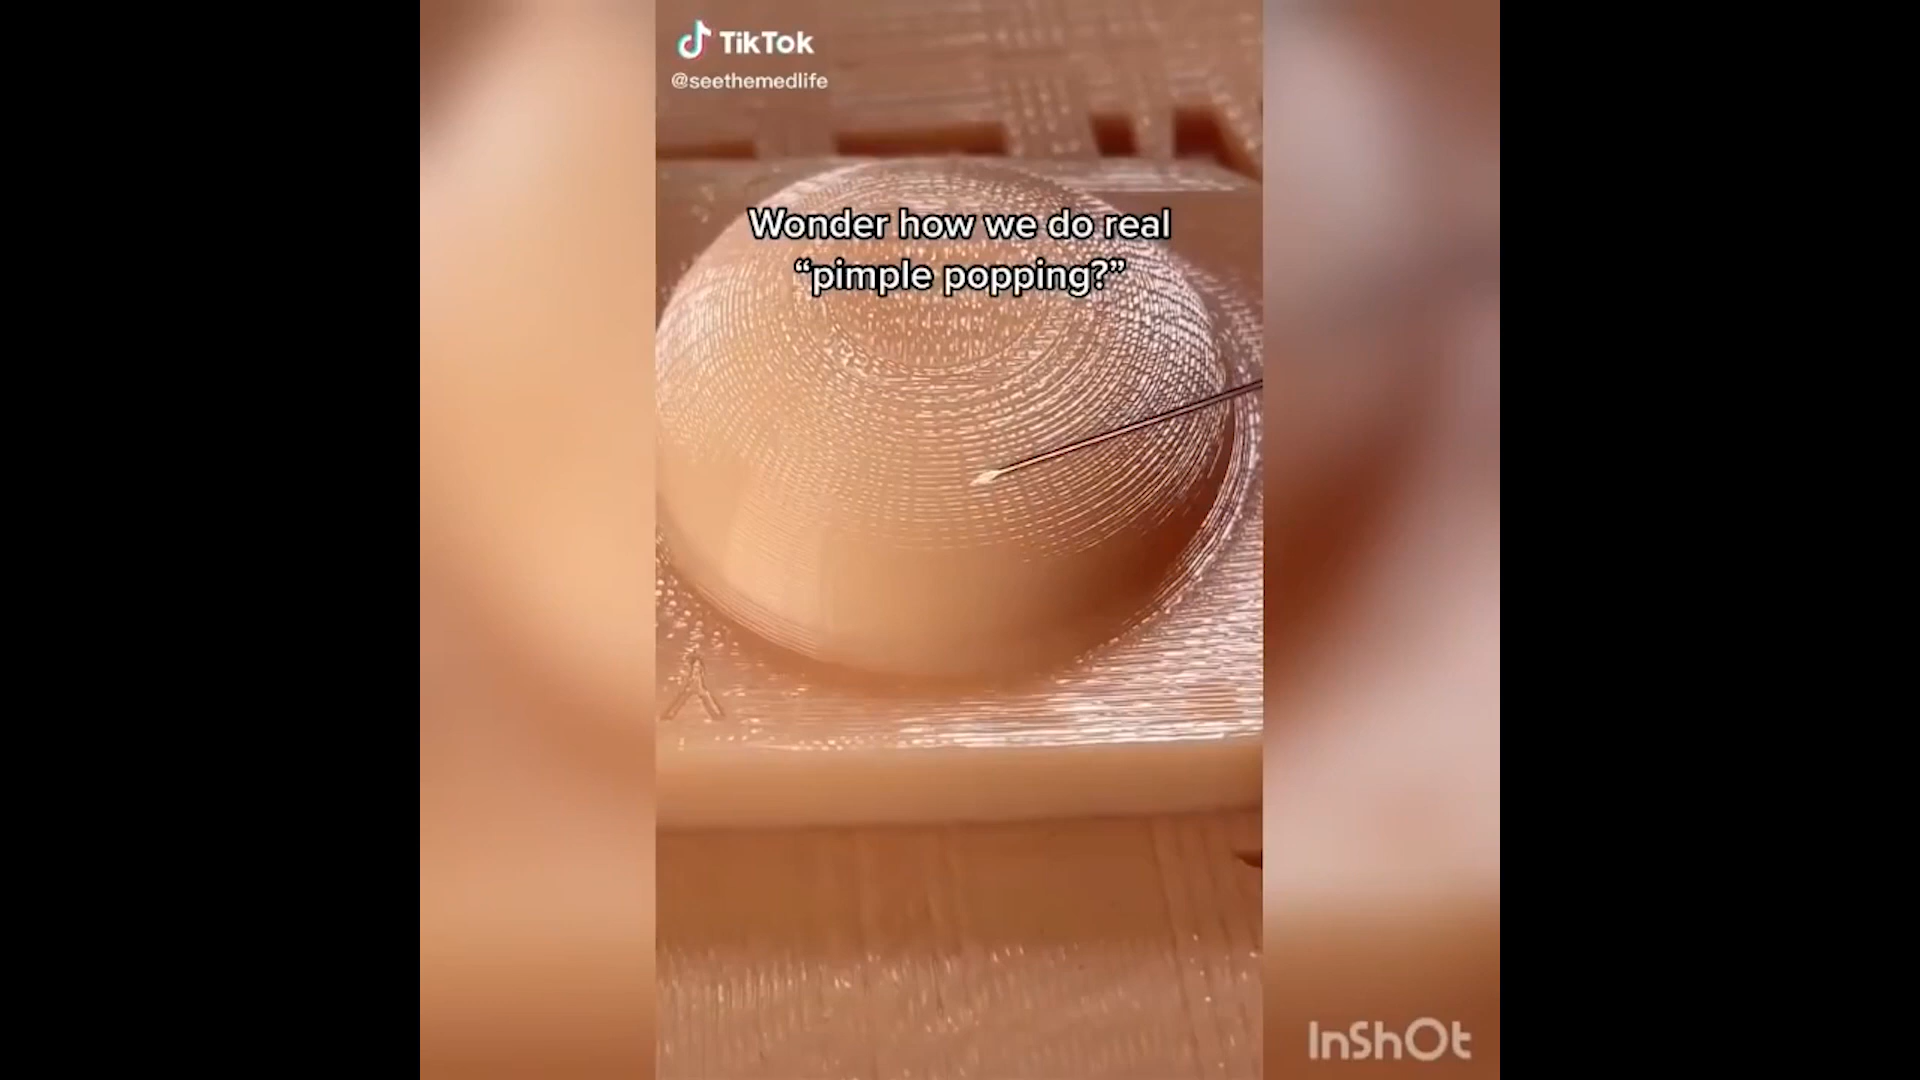 TikTok
@seethemedlife
Wonder how we do real
“pimple popping?”
InShOt